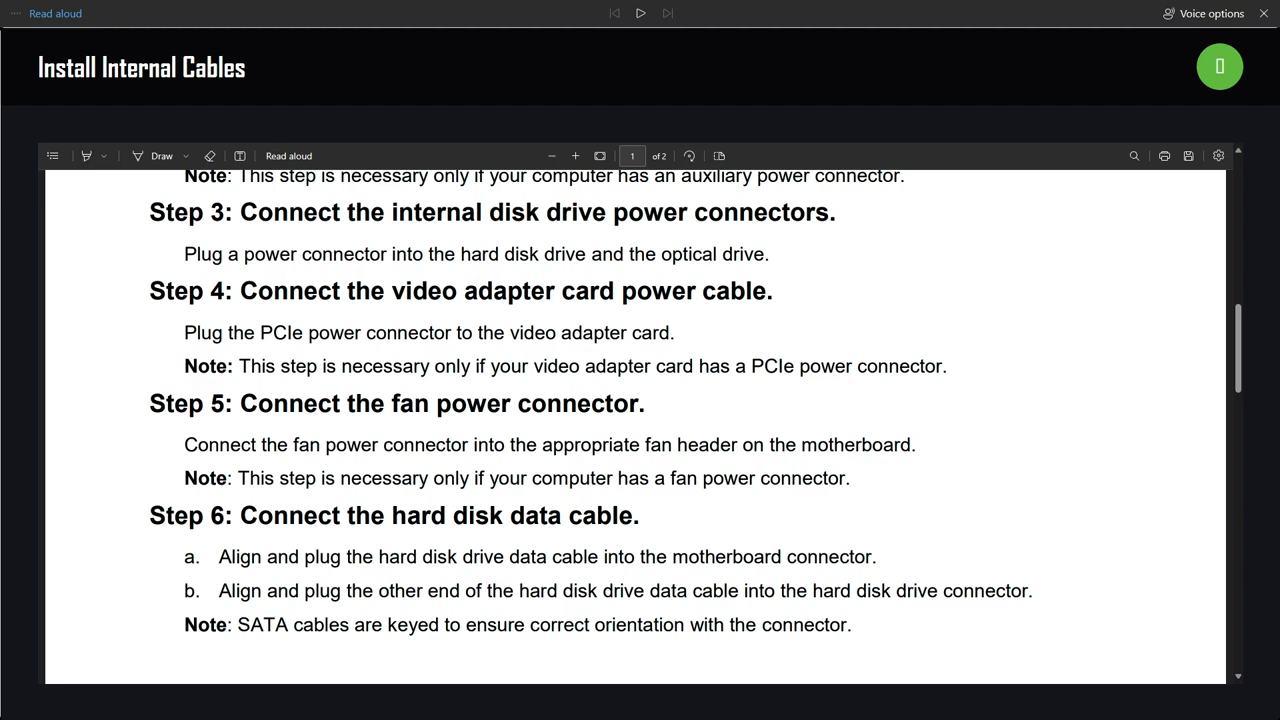 Read aloud
Voice options
Install Internal Cables
Draw
Read aloud
1
of 2
Note: This step is necessary only if your computer has an auxiliary power connector.
Step 3: Connect the internal disk drive power connectors.
Plug a power connector into the hard disk drive and the optical drive.
Step 4: Connect the video adapter card power cable.
Plug the PCIe power connector to the video adapter card.
Note: This step is necessary only if your video adapter card has a PCIe power connector.
Step 5: Connect the fan power connector.
Connect the fan power connector into the appropriate fan header on the motherboard.
Note: This step is necessary only if your computer has a fan power connector.
Step 6: Connect the hard disk data cable.
a. Align and plug the hard disk drive data cable into the motherboard connector.
b. Align and plug the other end of the hard disk drive data cable into the hard disk drive connector.
Note: SATA cables are keyed to ensure correct orientation with the connector.